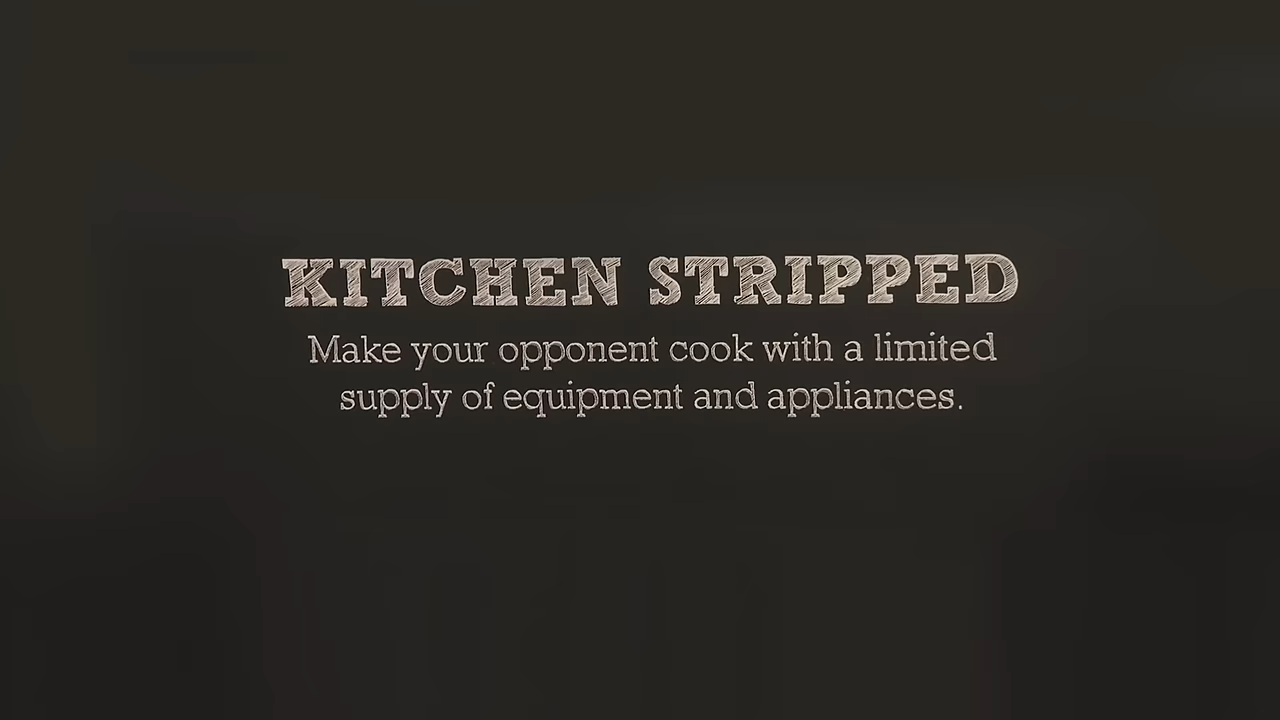 KITCHEN STRIPPED
Make your opponent cook with a limited
supply of equipment and appliances.